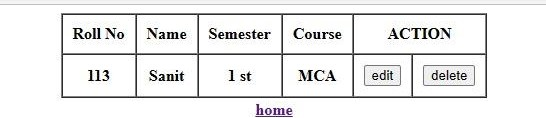 Roll No Name Semester Course ACTION
113 Sanit 1 st MCA edit delete
home